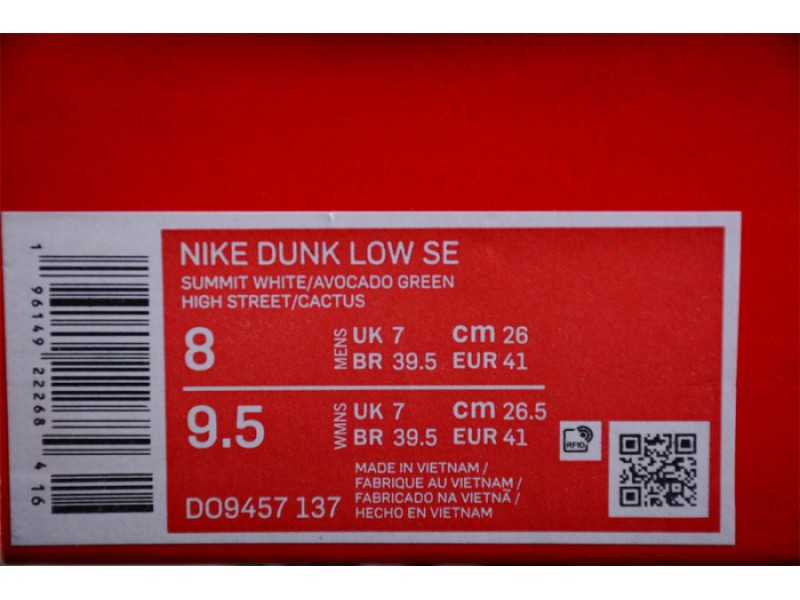 NIKE DUNK LOW SE
SUMMIT WHITE/AVOCADO GREEN
HIGH STREET/CACTUS
8
MENS
UK 7 cm 26
BR 39.5 EUR 41
9.5
WMNS
UK 7 cm 26.5
BR 39.5 EUR 41
MADE IN VIETNAM /
FABRIQUE AU VIETNAM /
FABRICADO NA VIETNÃ /
HECHO EN VIETNAM
DO9457 137
RFID
1 96149 22268 4 16